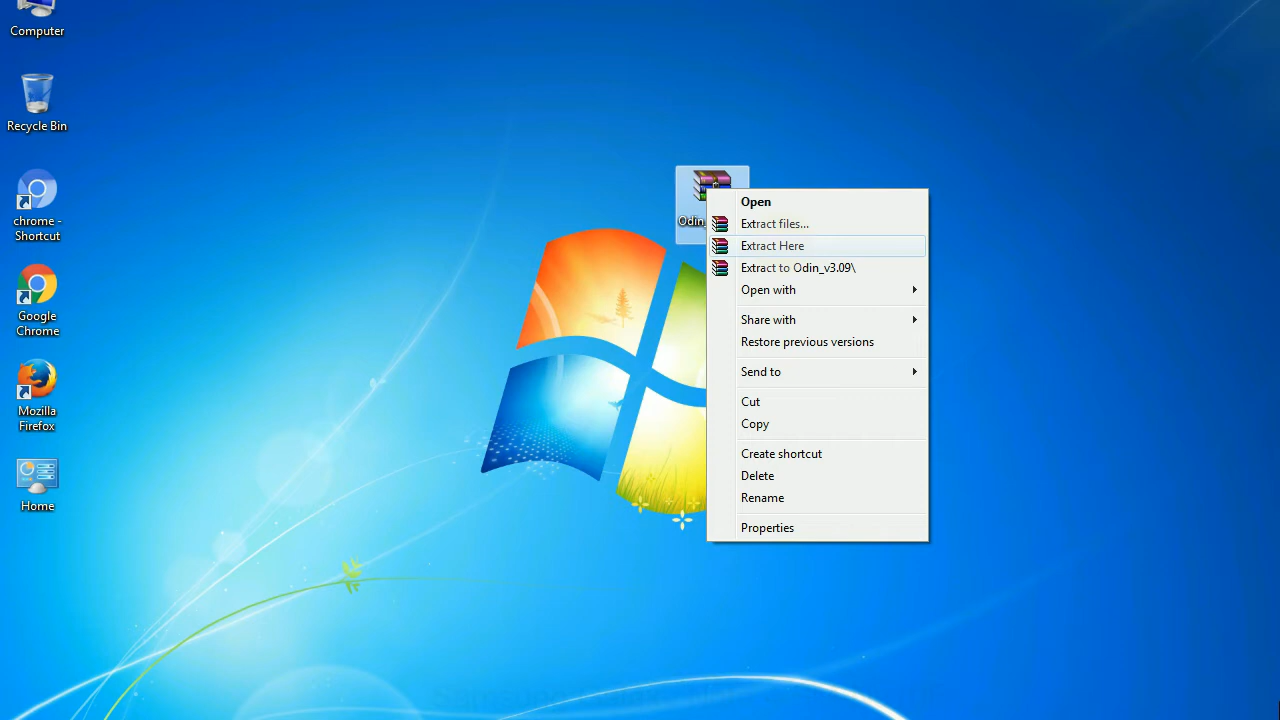 Computer
Recycle Bin
chrome -
Shortcut
Google
Chrome
Mozilla
Firefox
Home
Odin_
Open
Extract files...
Extract Here
Extract to Odin_v3.09\
Open with
Share with
Restore previous versions
Send to
Cut
Copy
Create shortcut
Delete
Rename
Properties